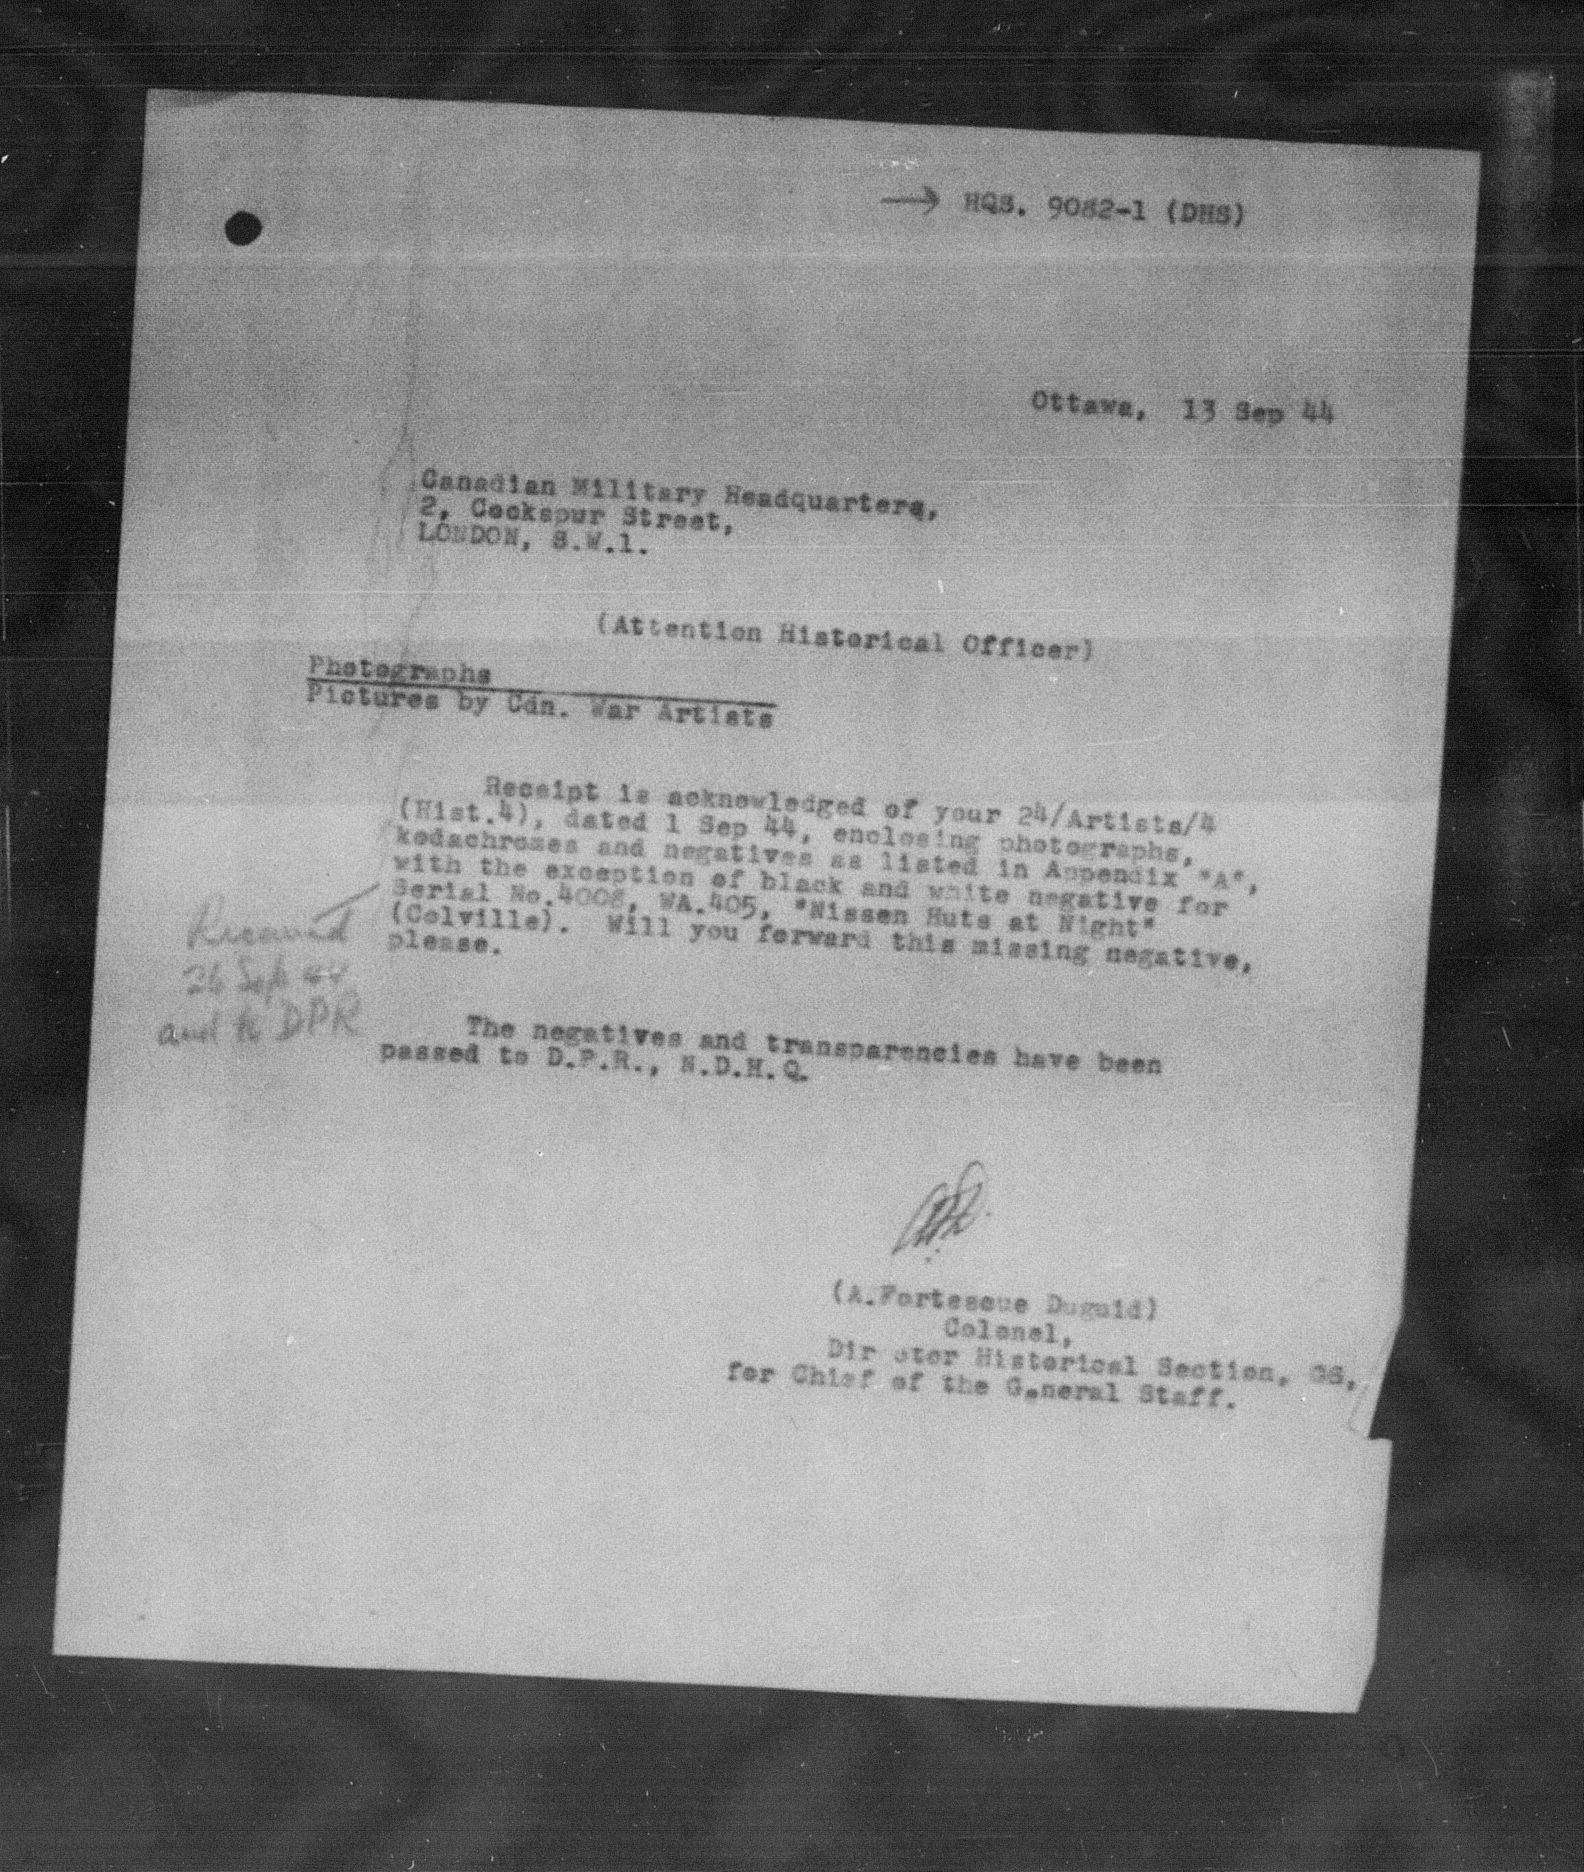 → HQS. 9082-1 (DHS)
Ottawa, 13 Sep 44
Canadian Military Headquarters,
2, Cockspur Street,
LONDON, S.W.1.
(Attention Historical Officer)
Photographs
Pictures by Cdn. War Artists
Receipt is acknowledged of your 24/Artists/4
(Hist.4), dated 1 Sep 44, enclosing photographs,
kodachromes and negatives as listed in Appendix "A",
with the exception of black and white negative for
Serial No.4008, WA.405, "Nissen Huts at Night"
(Colville). Will you forward this missing negative,
please.
Received
26 Sept 44
and to DPR
The negatives and transparencies have been
passed to D.P.R., N.D.H.Q.
(A.Fortescue Duguid)
Colonel,
Director Historical Section, GS,
for Chief of the General Staff.